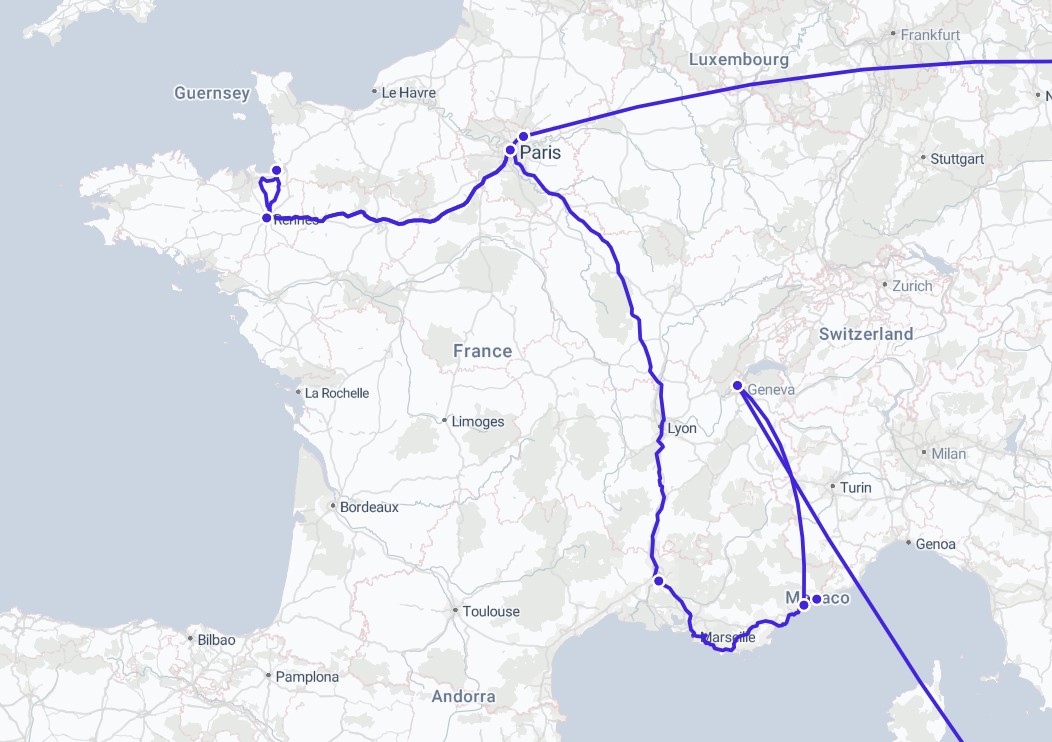 Frankfurt
Luxembourg
Guernsey
Le Havre
Paris
Stuttgart
Rennes
Zurich
Switzerland
France
Geneva
La Rochelle
Limoges
Lyon
Milan
Turin
Bordeaux
Genoa
Monaco
Toulouse
Bilbao
Marseille
Pamplona
Andorra